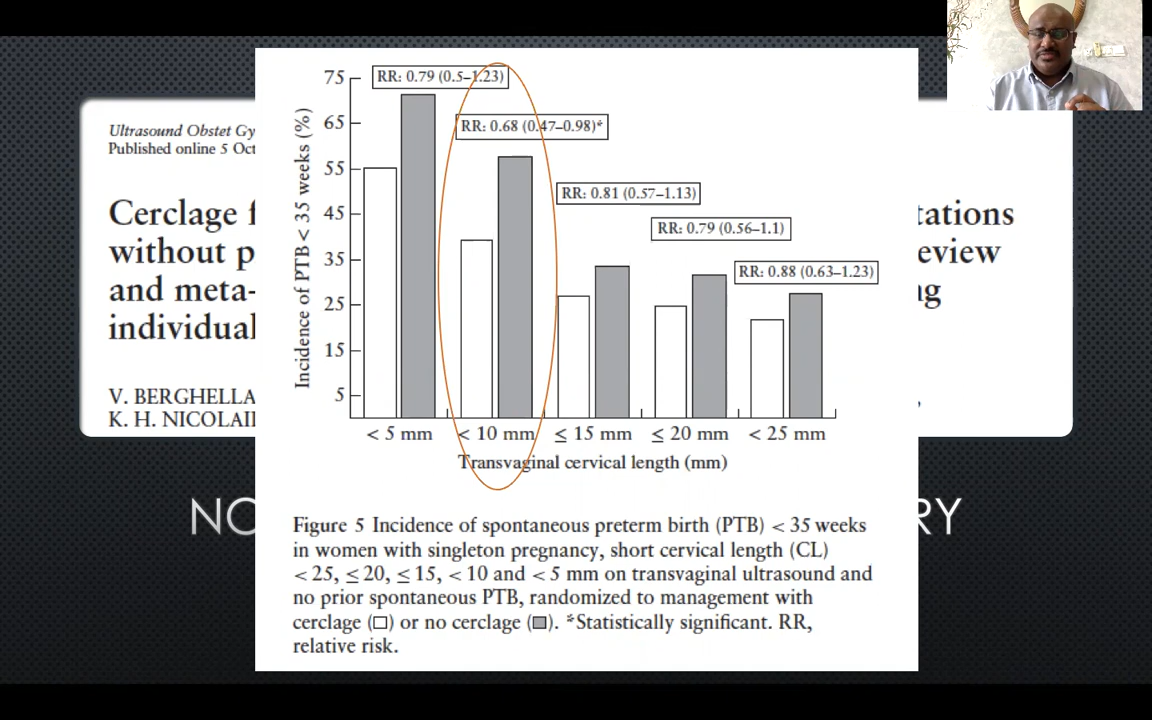 Ultrasound Obstet Gy
Published online 5 Oct
Cerclage f
tations
without p
eview
and meta-
ng
individual
V. BERGHELLA
K. H. NICOLAI
NO
RY
75
65
55
45
35
25
15
5
Incidence of PTB < 35 weeks (%)
RR: 0.79 (0.5–1.23)
RR: 0.68 (0.47–0.98)*
RR: 0.81 (0.57–1.13)
RR: 0.79 (0.56–1.1)
RR: 0.88 (0.63–1.23)
< 5 mm < 10 mm ≤ 15 mm ≤ 20 mm < 25 mm
Transvaginal cervical length (mm)
Figure 5 Incidence of spontaneous preterm birth (PTB) < 35 weeks
in women with singleton pregnancy, short cervical length (CL)
< 25, ≤ 20, ≤ 15, < 10 and < 5 mm on transvaginal ultrasound and
no prior spontaneous PTB, randomized to management with
cerclage (□) or no cerclage (■). *Statistically significant. RR,
relative risk.